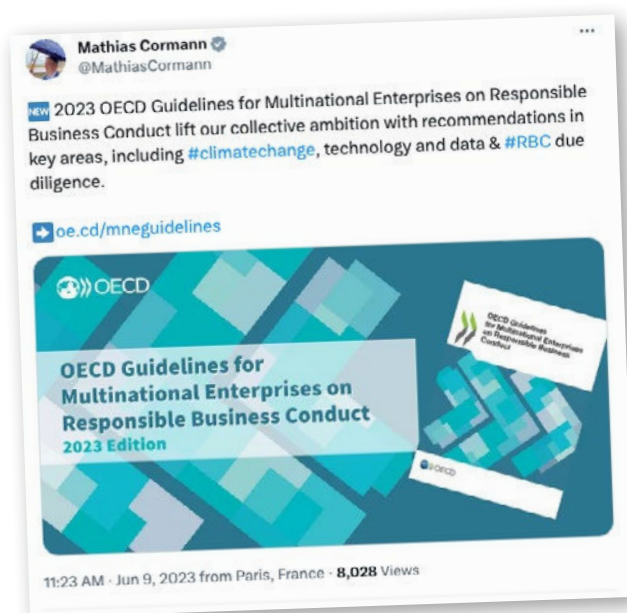 Mathias Cormann
@MathiasCormann
NEW 2023 OECD Guidelines for Multinational Enterprises on Responsible
Business Conduct lift our collective ambition with recommendations in
key areas, including #climatechange, technology and data & #RBC due
diligence.
oe.cd/mneguidelines
OECD
OECD Guidelines for
Multinational Enterprises on
Responsible Business Conduct
2023 Edition
OECD Guidelines
for Multinational Enterprises
on Responsible Business
Conduct
OECD
11:23 AM · Jun 9, 2023 from Paris, France · 8,028 Views